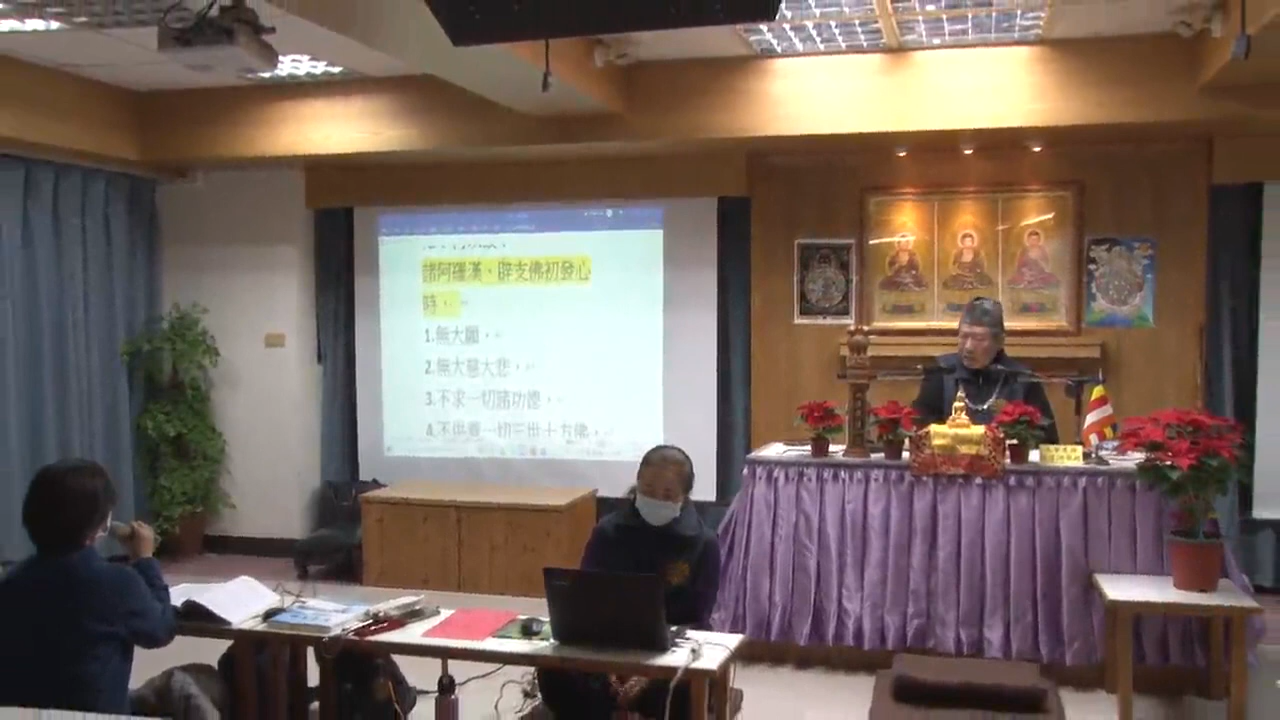 諸阿羅漢、辟支佛初發心
時，
1.無大願，
2.無大慈大悲，
3.不求一切諸功德，
4.不供養一切三世十方佛，